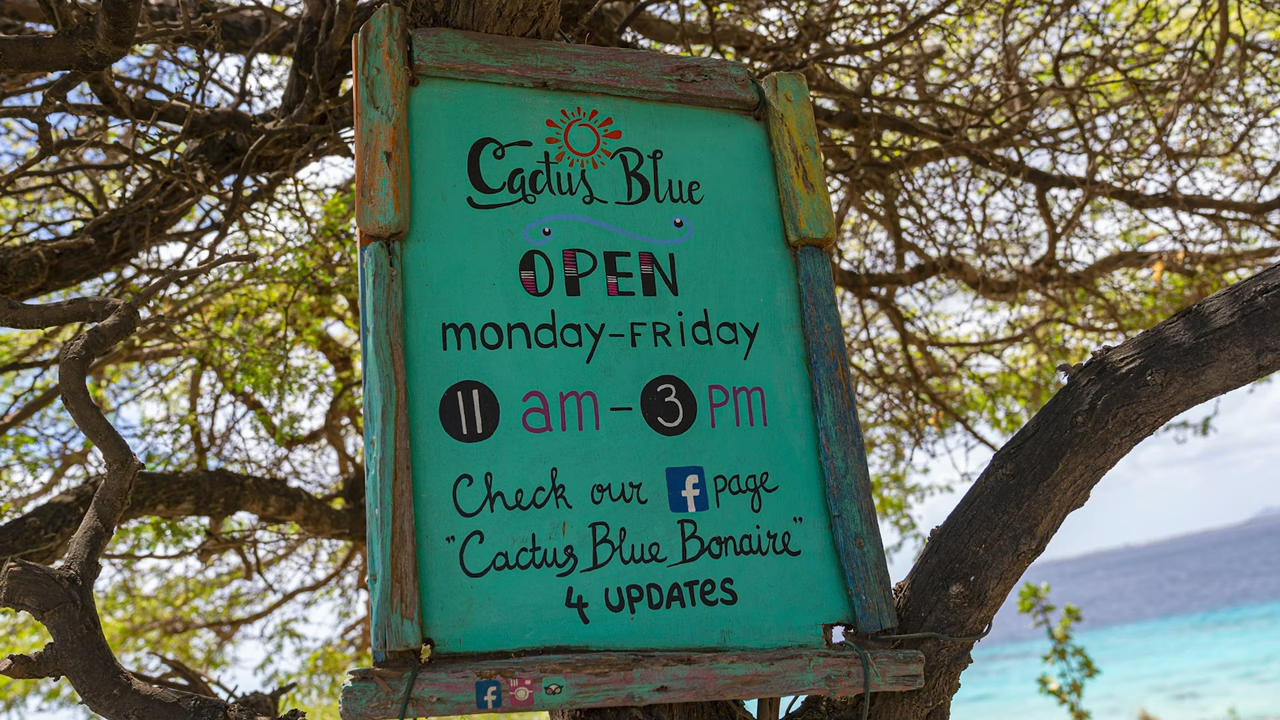 Cactus Blue
OPEN
monday-FRiday
11 am - 3 pm
Check our f page
"Cactus Blue Bonaire"
4 UPDATES
f